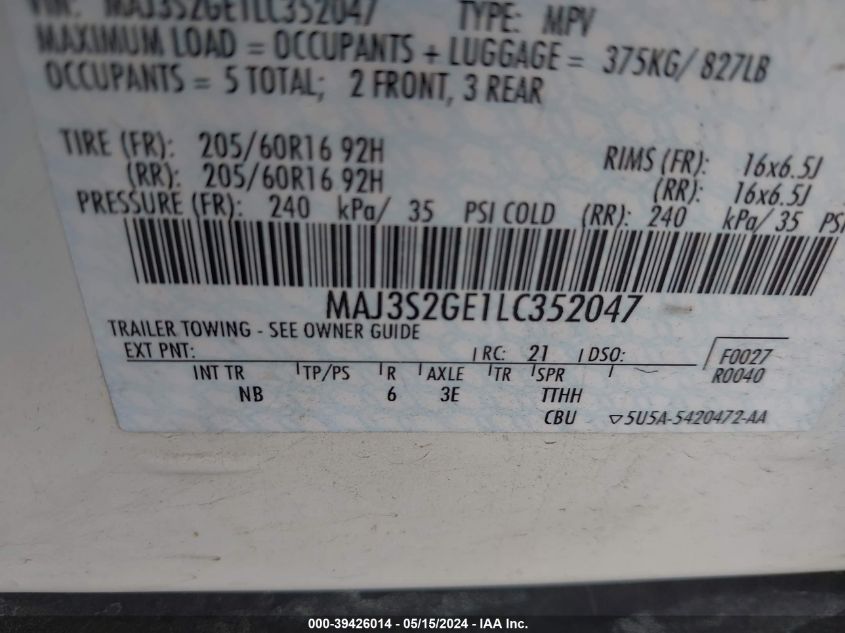 VIN: MAJ3S2GE1LC352047 TYPE: MPV
MAXIMUM LOAD = OCCUPANTS + LUGGAGE = 375KG/ 827LB
OCCUPANTS = 5 TOTAL; 2 FRONT, 3 REAR
TIRE (FR): 205/60R16 92H RIMS (FR): 16x6.5J
(RR): 205/60R16 92H (RR): 16x6.5J
PRESSURE (FR): 240 kPa/ 35 PSI COLD (RR): 240 kPa/ 35 PSI
MAJ3S2GE1LC352047
TRAILER TOWING - SEE OWNER GUIDE
EXT PNT: RC: 21 DSO: F0027
INT TR TP/PS R AXLE TR SPR R0040
NB 6 3E TTHH
CBU ▽5U5A-5420472-AA
000-39426014 - 05/15/2024 - IAA Inc.